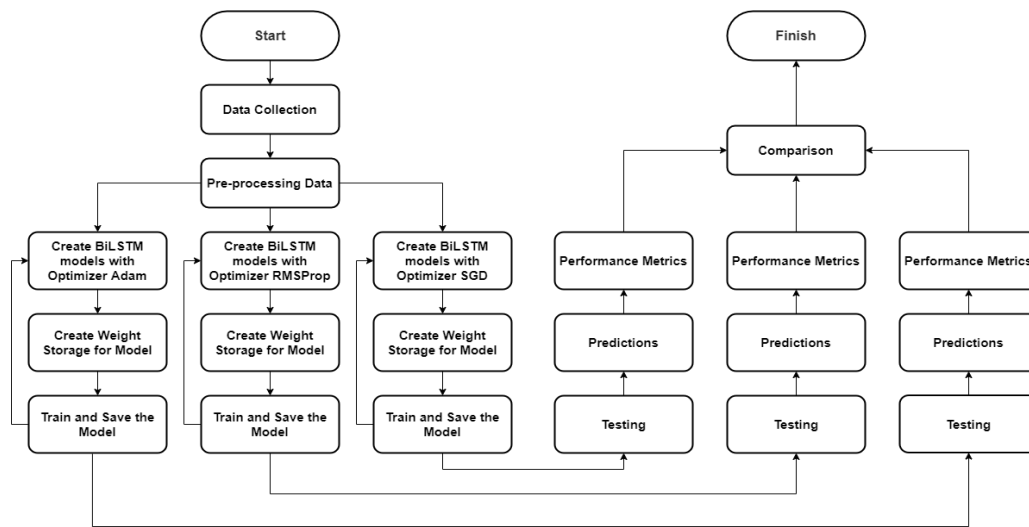 Start
Finish
Data Collection
Comparison
Pre-processing Data
Create BiLSTM
models with
Optimizer Adam
Create BiLSTM
models with
Optimizer RMSProp
Create BiLSTM
models with
Optimizer SGD
Performance Metrics
Performance Metrics
Performance Metrics
Create Weight
Storage for Model
Create Weight
Storage for Model
Create Weight
Storage for Model
Predictions
Predictions
Predictions
Train and Save the
Model
Train and Save the
Model
Train and Save the
Model
Testing
Testing
Testing